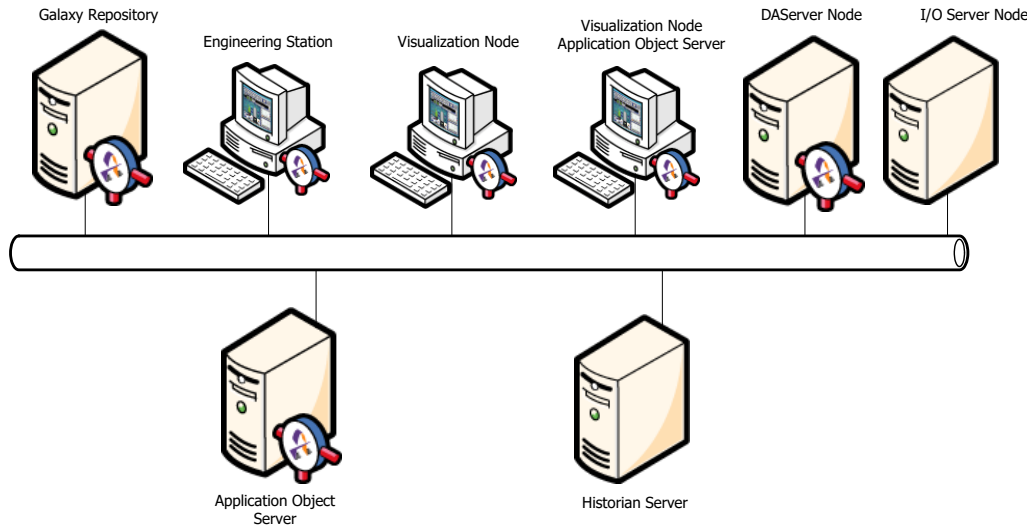 Galaxy Repository
Engineering Station
Visualization Node
Visualization Node
Application Object Server
DAServer Node
I/O Server Node
Application Object
Server
Historian Server